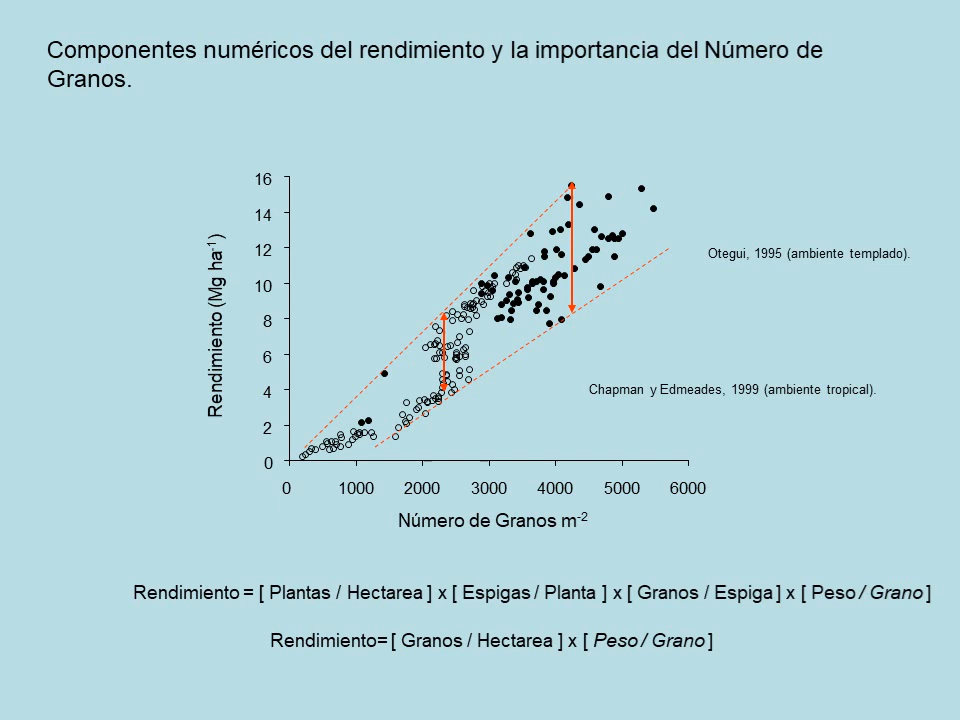 Componentes numéricos del rendimiento y la importancia del Número de
Granos.
16
14
12
10
8
6
4
2
0
Rendimiento (Mg ha-1)
0 1000 2000 3000 4000 5000 6000
Número de Granos m-2
Otegui, 1995 (ambiente templado).
Chapman y Edmeades, 1999 (ambiente tropical).
Rendimiento = [ Plantas / Hectarea ] x [ Espigas / Planta ] x [ Granos / Espiga ] x [ Peso / Grano ]
Rendimiento= [ Granos / Hectarea ] x [ Peso / Grano ]